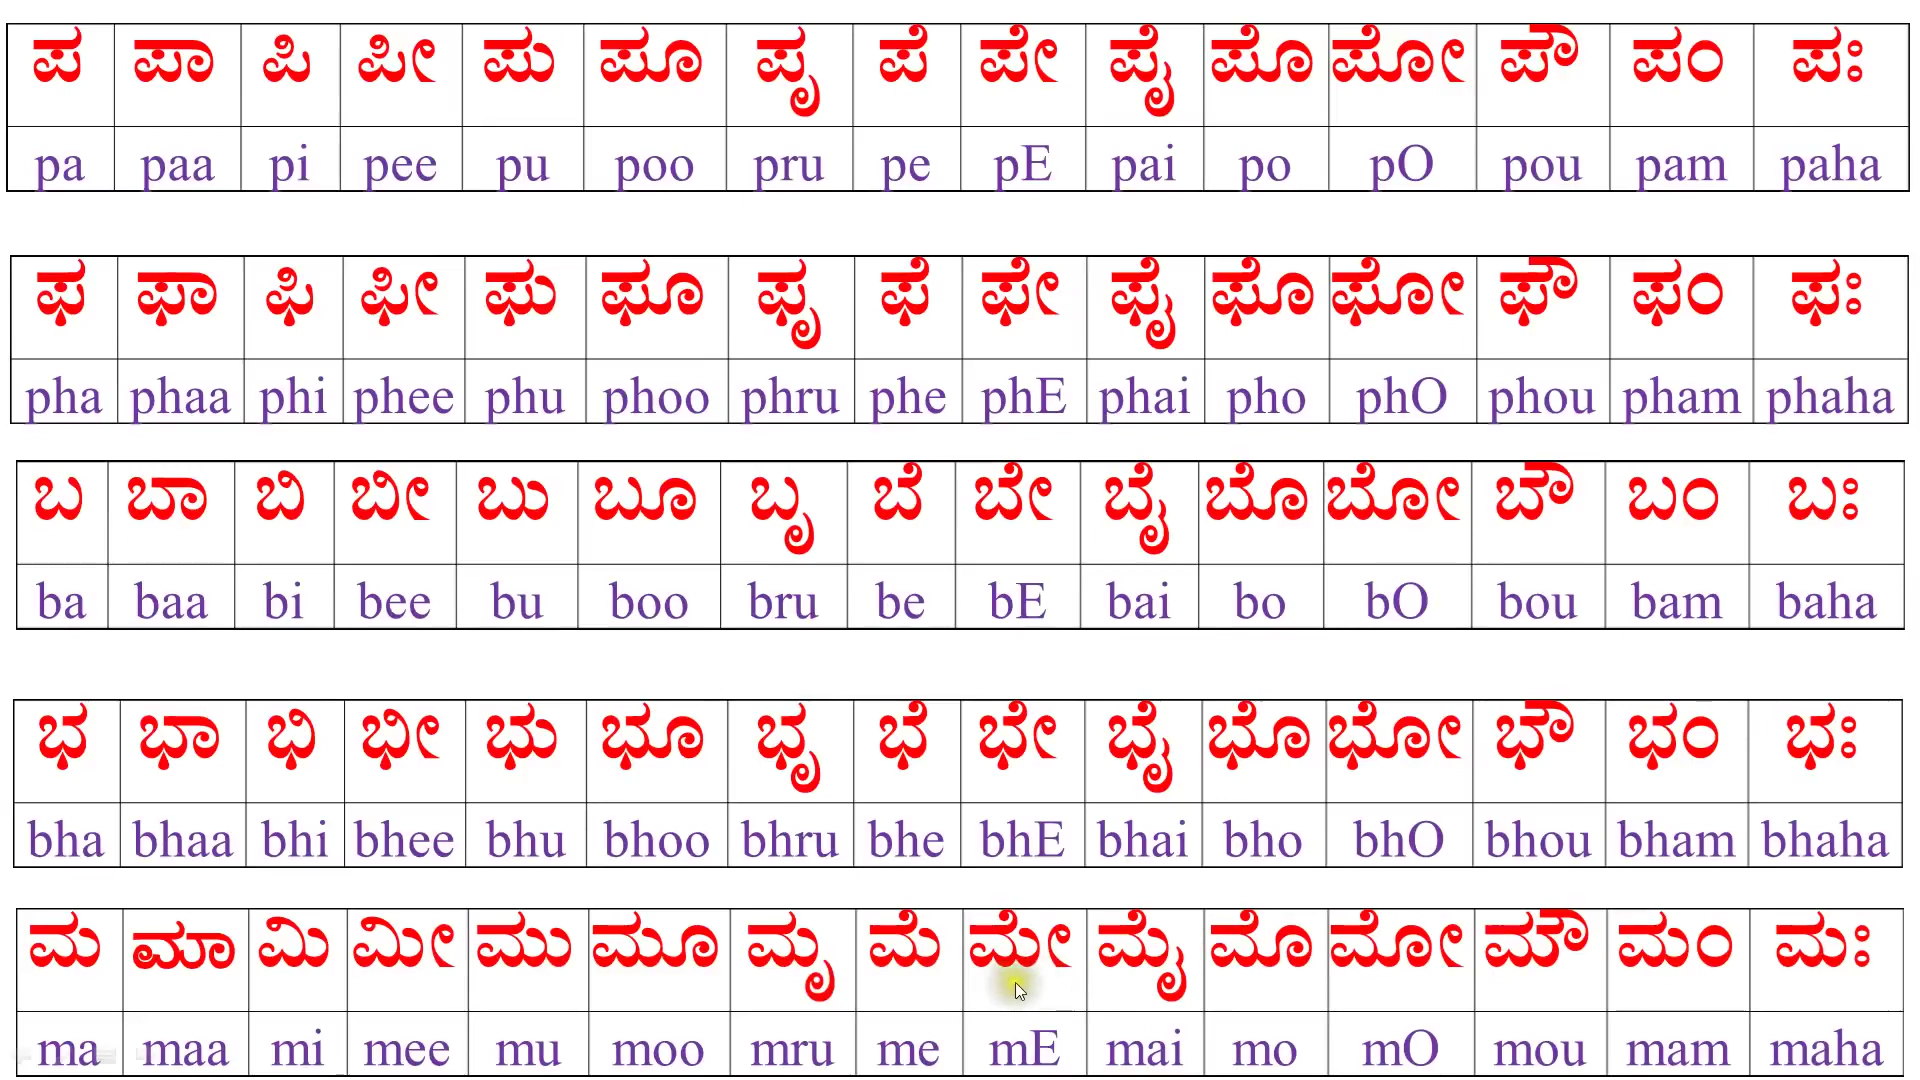 ಪ ಪಾ ಪಿ ಪೀ ಪು ಪೂ ಪೃ ಪೆ ಪೇ ಪೈ ಪೊ ಪೋ ಪೌ ಪಂ ಪಃ
pa paa pi pee pu poo pru pe pE pai po pO pou pam paha
ಫ ಫಾ ಫಿ ಫೀ ಫು ಫೂ ಫೃ ಫೆ ಫೇ ಫೈ ಫೊ ಫೋ ಫೌ ಫಂ ಫಃ
pha phaa phi phee phu phoo phru phe phE phai pho phO phou pham phaha
ಬ ಬಾ ಬಿ ಬೀ ಬು ಬೂ ಬೃ ಬೆ ಬೇ ಬೈ ಬೊ ಬೋ ಬೌ ಬಂ ಬಃ
ba baa bi bee bu boo bru be bE bai bo bO bou bam baha
ಭ ಭಾ ಭಿ ಭೀ ಭು ಭೂ ಭೃ ಭೆ ಭೇ ಭೈ ಭೊ ಭೋ ಭೌ ಭಂ ಭಃ
bha bhaa bhi bhee bhu bhoo bhru bhe bhE bhai bho bhO bhou bham bhaha
ಮ ಮಾ ಮಿ ಮೀ ಮು ಮೂ ಮೃ ಮೆ ಮೇ ಮೈ ಮೊ ಮೋ ಮೌ ಮಂ ಮಃ
ma maa mi mee mu moo mru me mE mai mo mO mou mam maha